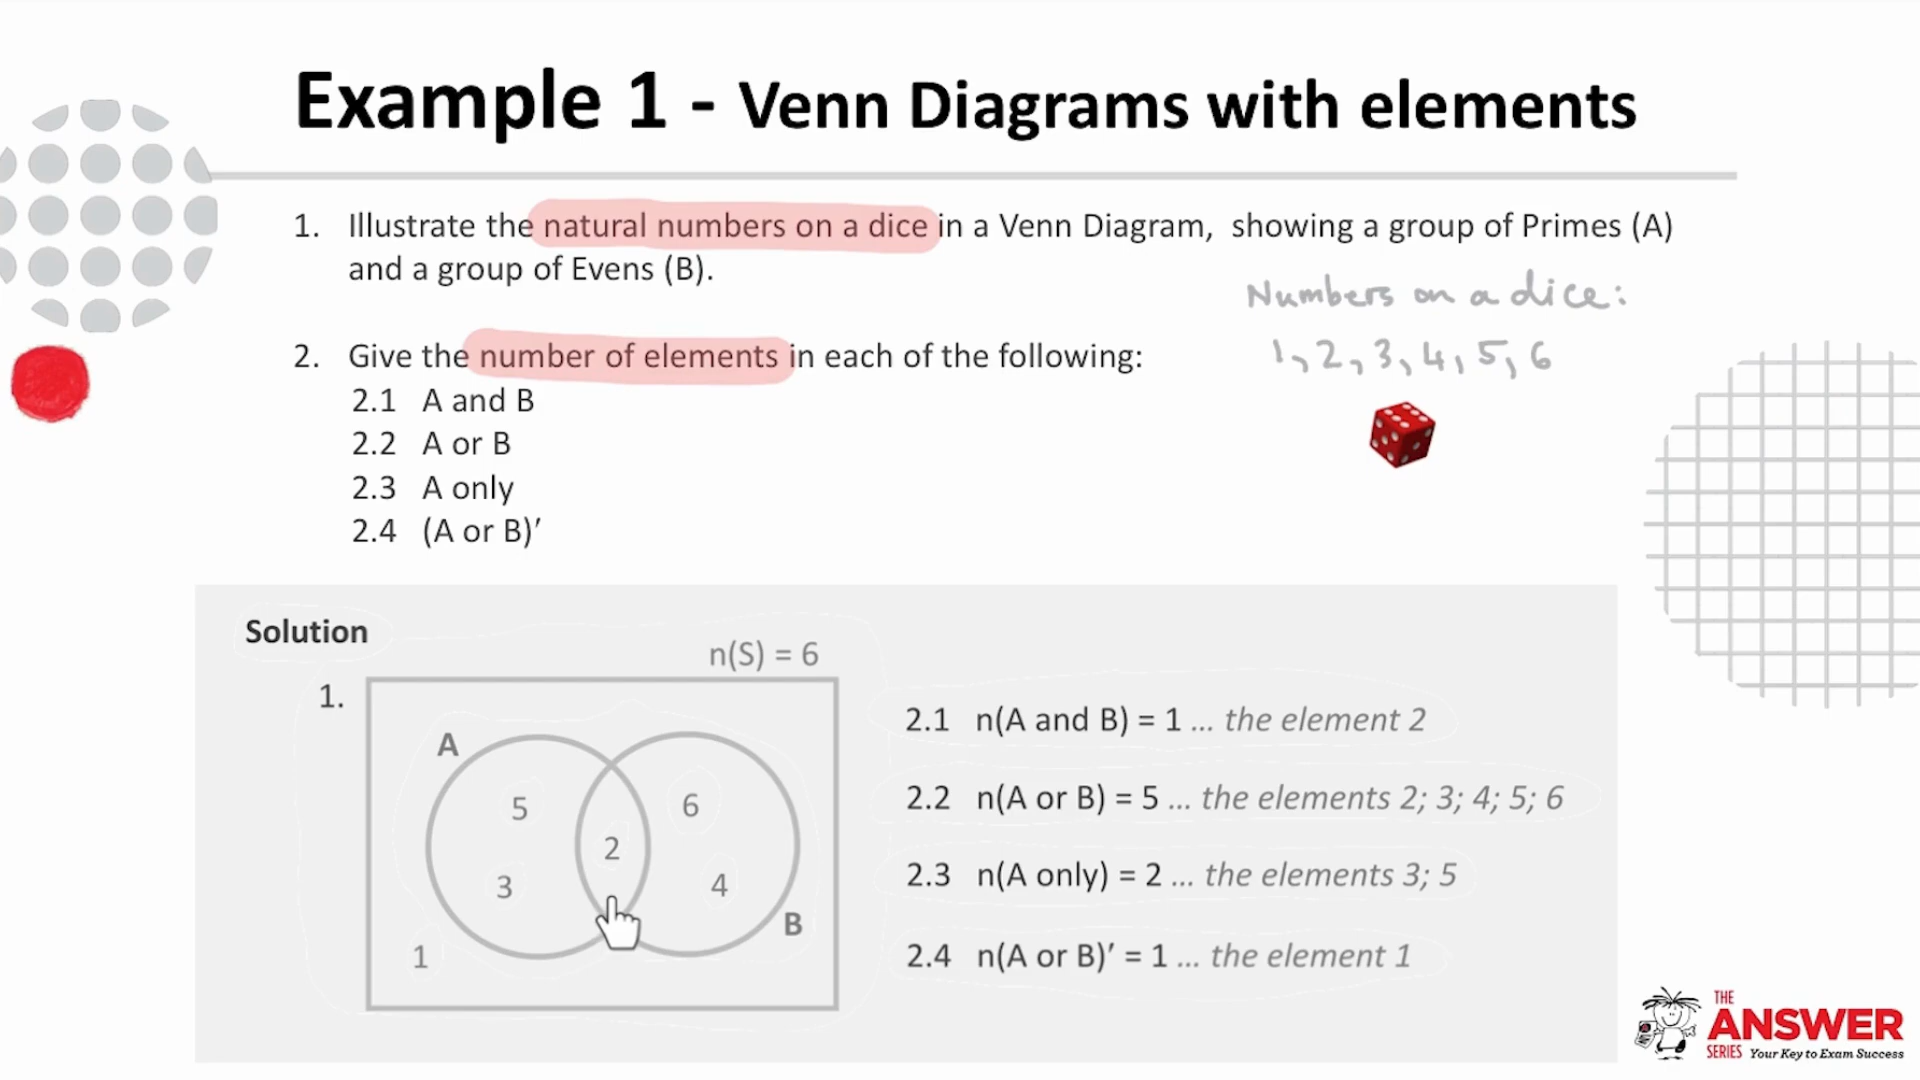 Example 1 - Venn Diagrams with elements
1. Illustrate the natural numbers on a dice in a Venn Diagram, showing a group of Primes (A)
and a group of Evens (B).
Numbers on a dice:
1, 2, 3, 4, 5, 6
2. Give the number of elements in each of the following:
2.1 A and B
2.2 A or B
2.3 A only
2.4 (A or B)′
Solution
n(S) = 6
1.
A
5
6
2
3
4
B
1
2.1 n(A and B) = 1 ... the element 2
2.2 n(A or B) = 5 ... the elements 2; 3; 4; 5; 6
2.3 n(A only) = 2 ... the elements 3; 5
2.4 n(A or B)′ = 1 ... the element 1
THE
ANSWER
SERIES Your Key to Exam Success